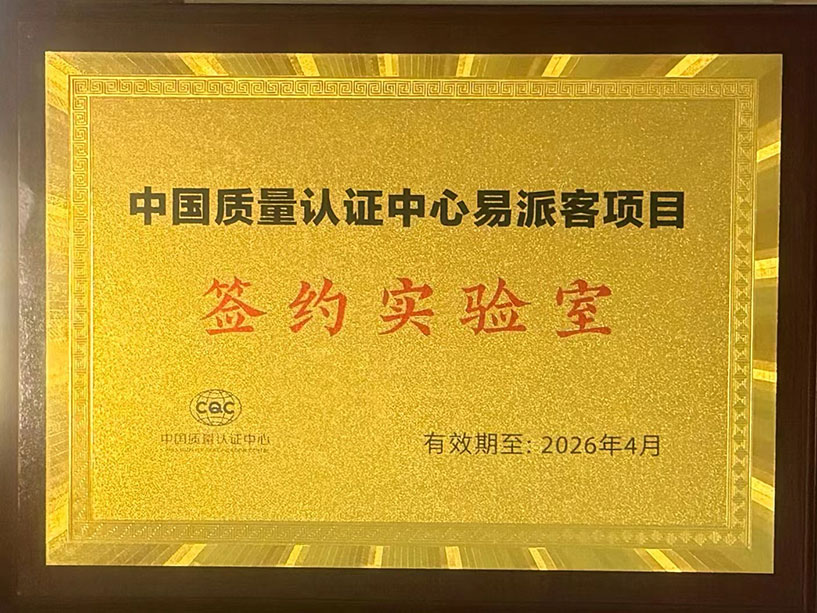 中国质量认证中心易派客项目
签约实验室
CQC
中国质量认证中心
有效期至: 2026年4月